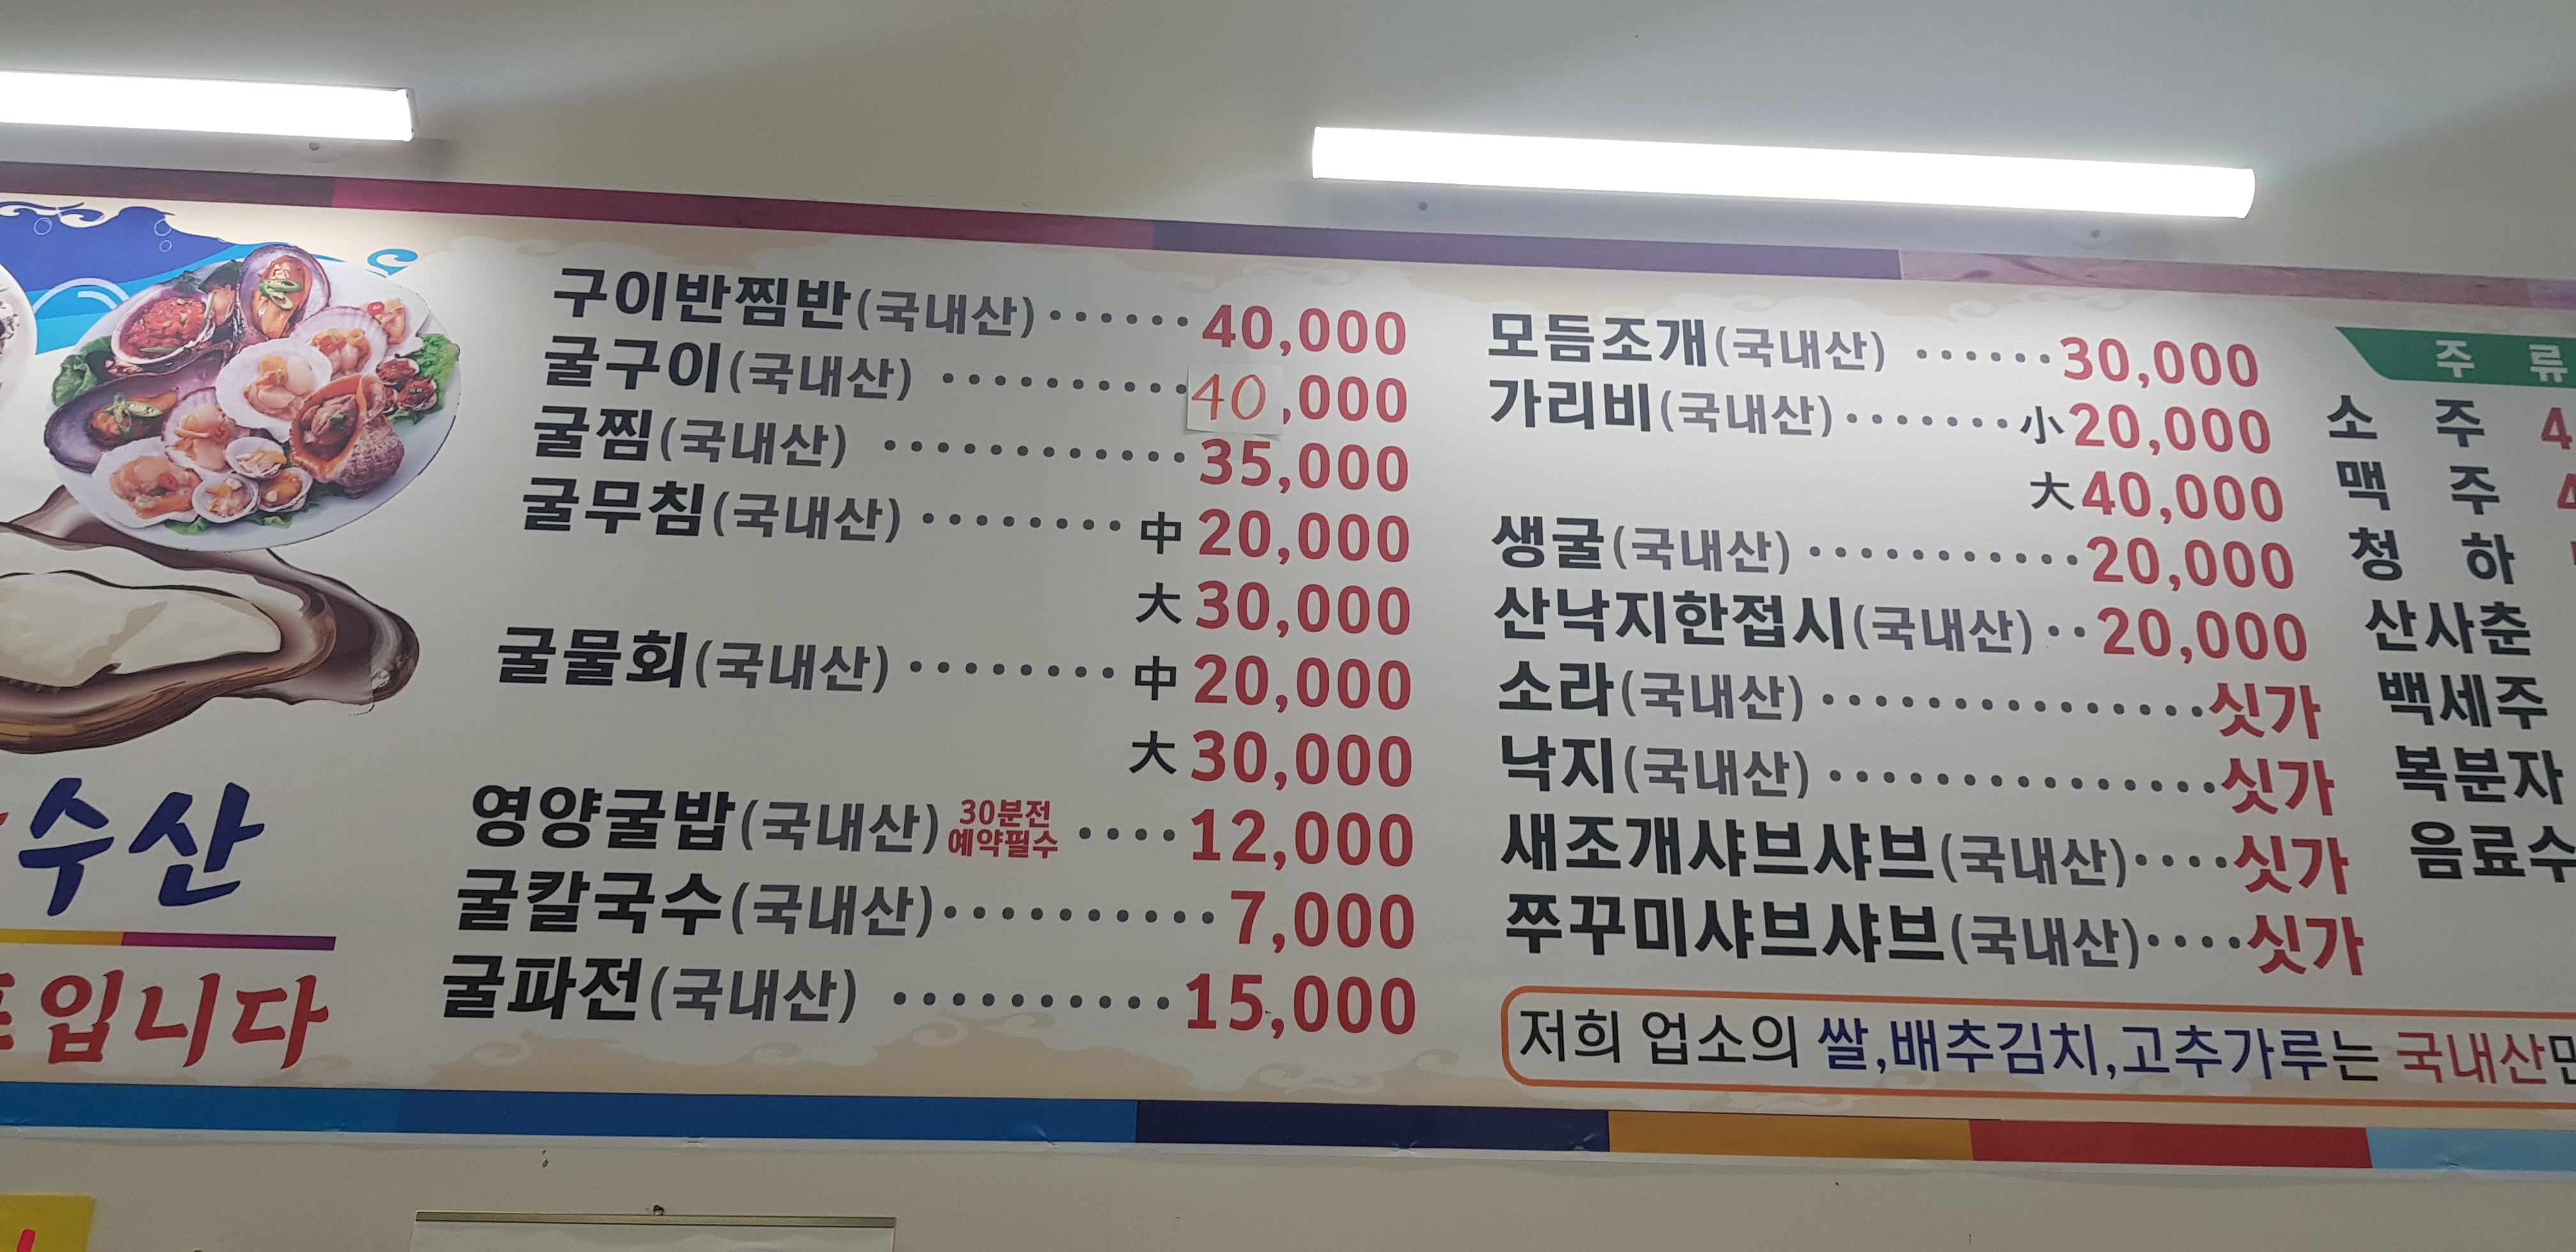 수산
입니다
구이반찜반(국내산)······40,000
굴구이(국내산)··········40,000
굴찜(국내산)············35,000
굴무침(국내산)········中20,000
大30,000
굴물회(국내산)········中20,000
大30,000
영양굴밥(국내산)30분전 예약필수····12,000
굴칼국수(국내산)··········7,000
굴파전(국내산)··········15,000
모듬조개(국내산)······30,000
가리비(국내산)·······小20,000
大40,000
생굴(국내산)···········20,000
산낙지한접시(국내산)··20,000
소라(국내산)··············싯가
낙지(국내산)··············싯가
새조개샤브샤브(국내산)····싯가
쭈꾸미샤브샤브(국내산)····싯가
저희 업소의 쌀,배추김치,고추가루는 국내산만
주 류
소 주 4
맥 주 4
청 하
산사춘
백세주
복분자
음료수